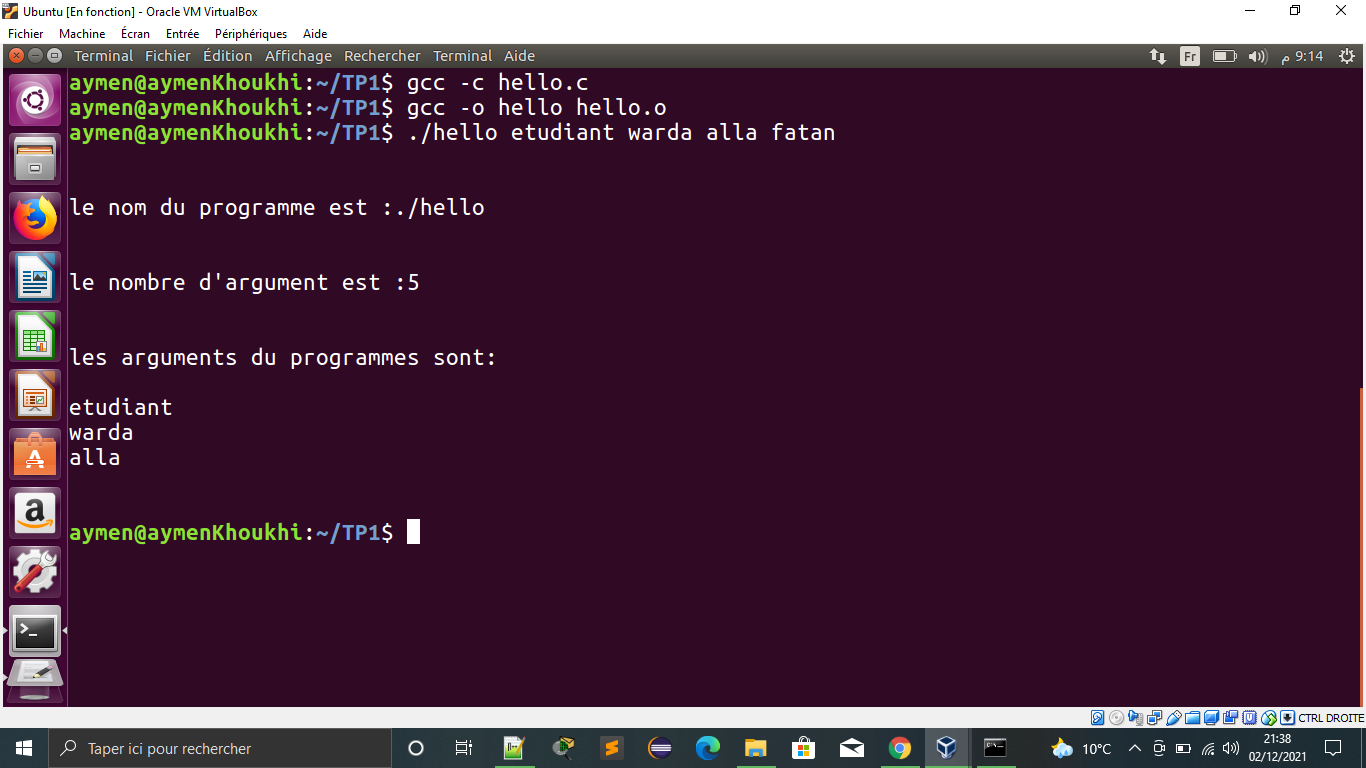 Ubuntu [En fonction] - Oracle VM VirtualBox
Fichier Machine Écran Entrée Périphériques Aide
Terminal Fichier Édition Affichage Rechercher Terminal Aide Fr م 9:14
aymen@aymenKhoukhi:~/TP1$ gcc -c hello.c
aymen@aymenKhoukhi:~/TP1$ gcc -o hello hello.o
aymen@aymenKhoukhi:~/TP1$ ./hello etudiant warda alla fatan
le nom du programme est :./hello
le nombre d'argument est :5
les arguments du programmes sont:
etudiant
warda
alla
aymen@aymenKhoukhi:~/TP1$
CTRL DROITE
Taper ici pour rechercher
10°C
21:38
02/12/2021